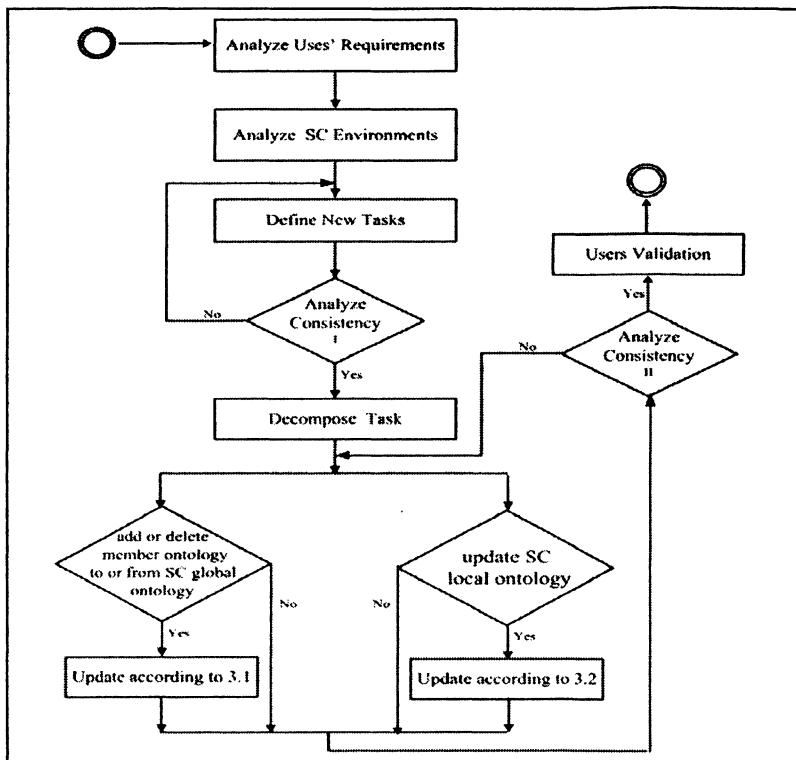 Analyze Uses' Requirements
Analyze SC Environments
Define New Tasks
Analyze
Consistency
I
No
Yes
Decompose Task
Users Validation
Yes
Analyze
Consistency
II
No
add or delete
member ontology
to or from SC global
ontology
No
Yes
Update according to 3.1
update SC
local ontology
No
Yes
Update according to 3.2